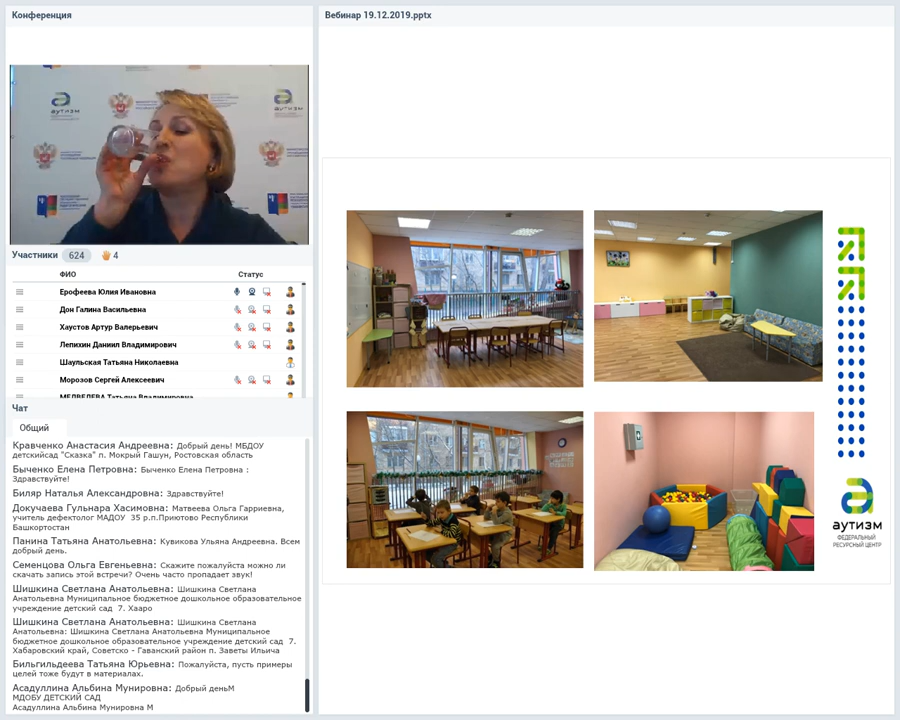 Конференция
Вебинар 19.12.2019.pptx
аутизм
аутизм
Участники 624 4
ФИО Статус
Ерофеева Юлия Ивановна
Дон Галина Васильевна
Хаустов Артур Валерьевич
Лепихин Даниил Владимирович
Шаульская Татьяна Николаевна
Морозов Сергей Алексеевич
МЕДВЕДЕВА Татьяна Владимировна
Чат
Общий
Кравченко Анастасия Андреевна: Добрый день! МБДОУ
детскийсад "Сказка" п. Мокрый Гашун, Ростовская область
Быченко Елена Петровна: Быченко Елена Петровна :
Здравствуйте!
Биляр Наталья Александровна: Здравствуйте!
Докучаева Гульнара Хасимовна: Матвеева Ольга Гарриевна,
учитель дефектолог МАДОУ 35 р.п.Приютово Республики
Башкортостан
Панина Татьяна Анатольевна: Кувикова Ульяна Андреевна. Всем
добрый день.
Семенцова Ольга Евгеньевна: Скажите пожалуйста можно ли
скачать запись этой встречи? Очень часто пропадает звук!
Шишкина Светлана Анатольевна: Шишкина Светлана
Анатольевна Муниципальное бюджетное дошкольное образовательное
учреждение детский сад 7. Хааро
Шишкина Светлана Анатольевна: Шишкина Светлана
Анатольевна: Шишкина Светлана Анатольевна Муниципальное
бюджетное дошкольное образовательное учреждение детский сад 7.
Хабаровский край, Советско - Гаванский район п. Заветы Ильича
Бильгильдеева Татьяна Юрьевна: Пожалуйста, пусть примеры
целей тоже будут в материалах.
Асадуллина Альбина Мунировна: Добрый деньМ
МДОБУ ДЕТСКИЙ САД
Асадуллина Альбина Мунировна М
аутизм
ФЕДЕРАЛЬНЫЙ
РЕСУРСНЫЙ ЦЕНТР